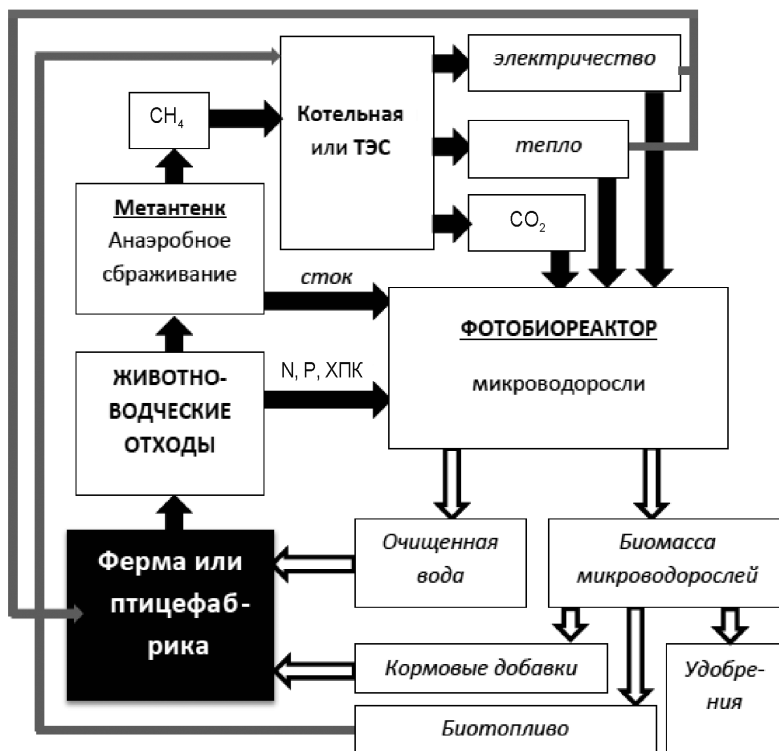 электричество
CH4
Котельная
или ТЭС
тепло
CO2
Метантенк
Анаэробное
сбраживание
сток
ФОТОБИОРЕАКТОР
микроводоросли
ЖИВОТНО-
ВОДЧЕСКИЕ
ОТХОДЫ
N, P, ХПК
Ферма или
птицефаб-
рика
Очищенная
вода
Биомасса
микроводорослей
Кормовые добавки
Удобре-
ния
Биотопливо